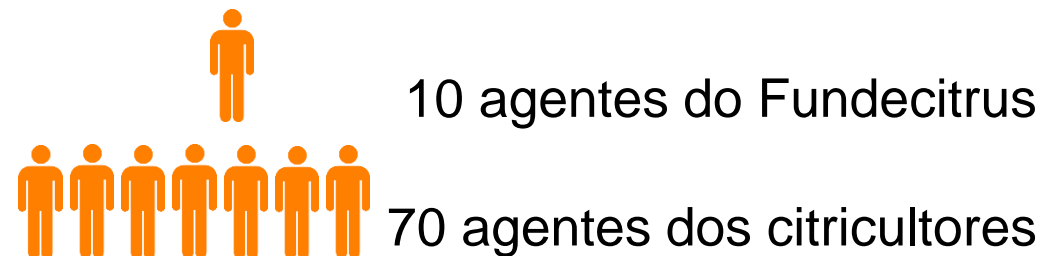 10 agentes do Fundecitrus
70 agentes dos citricultores